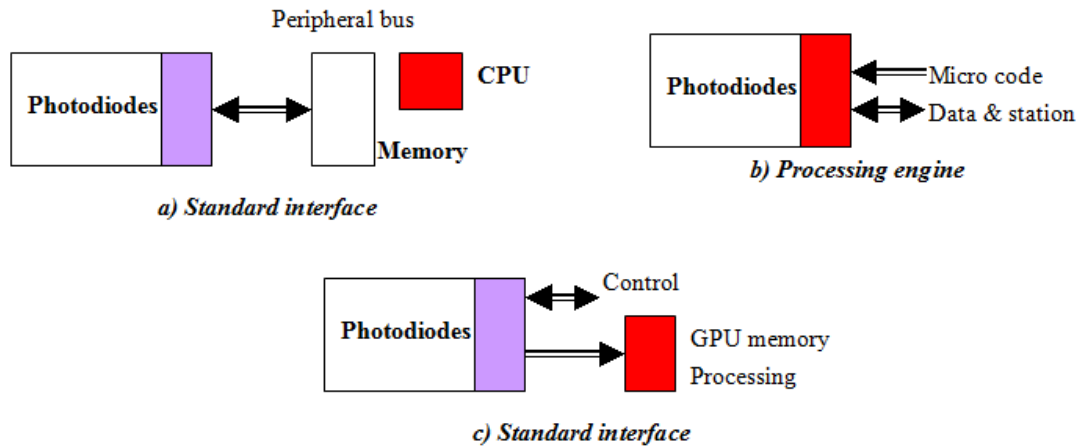 Peripheral bus
Photodiodes
CPU
Memory
a) Standard interface
Photodiodes
Micro code
Data & station
b) Processing engine
Photodiodes
Control
GPU memory
Processing
c) Standard interface